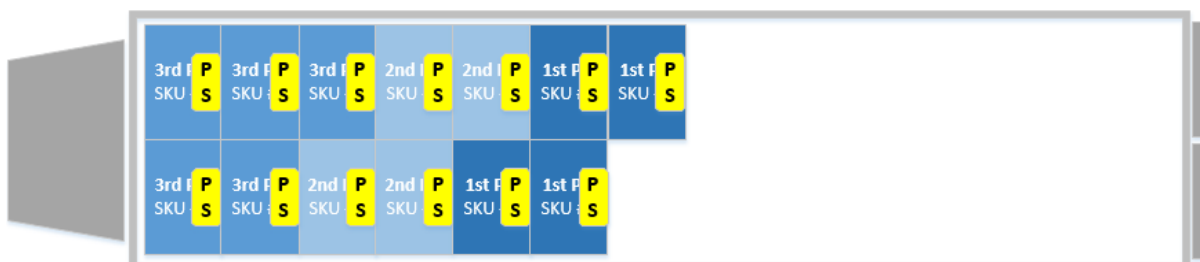 3rd P 3rd P 3rd P 2nd P 2nd P 1st P P 1st P
SKU S SKU S SKU S SKU S SKU S SKU S SKU S
3rd P 3rd P 2nd P 2nd P 1st P P 1st P P
SKU S SKU S SKU S SKU S SKU S SKU S